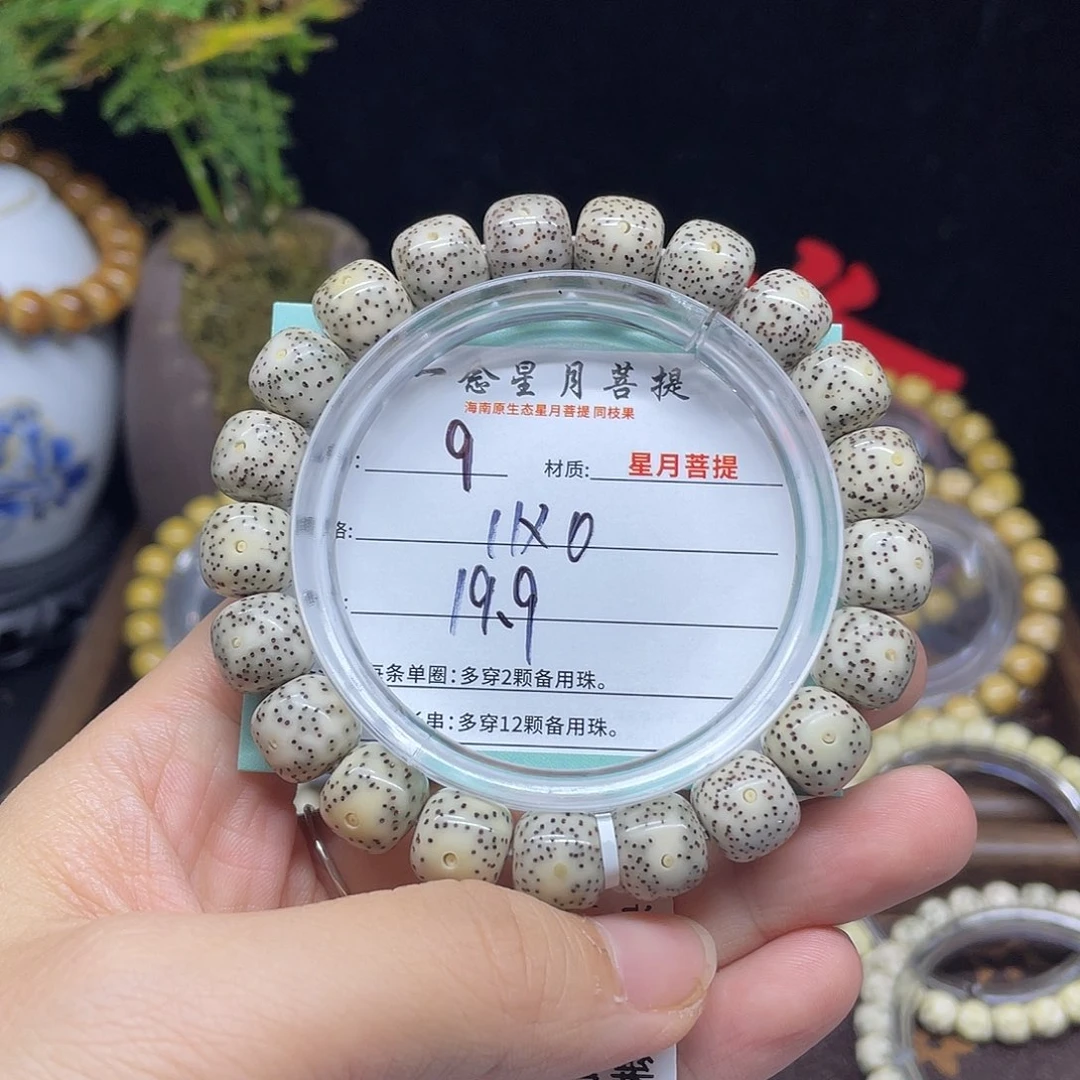 一念星月菩提
海南原生态星月菩提 同枝果
: 9 材质: 星月菩提
格: 11X0
: 19.9
每条单圈:多穿2颗备用珠。
串:多穿12颗备用珠。